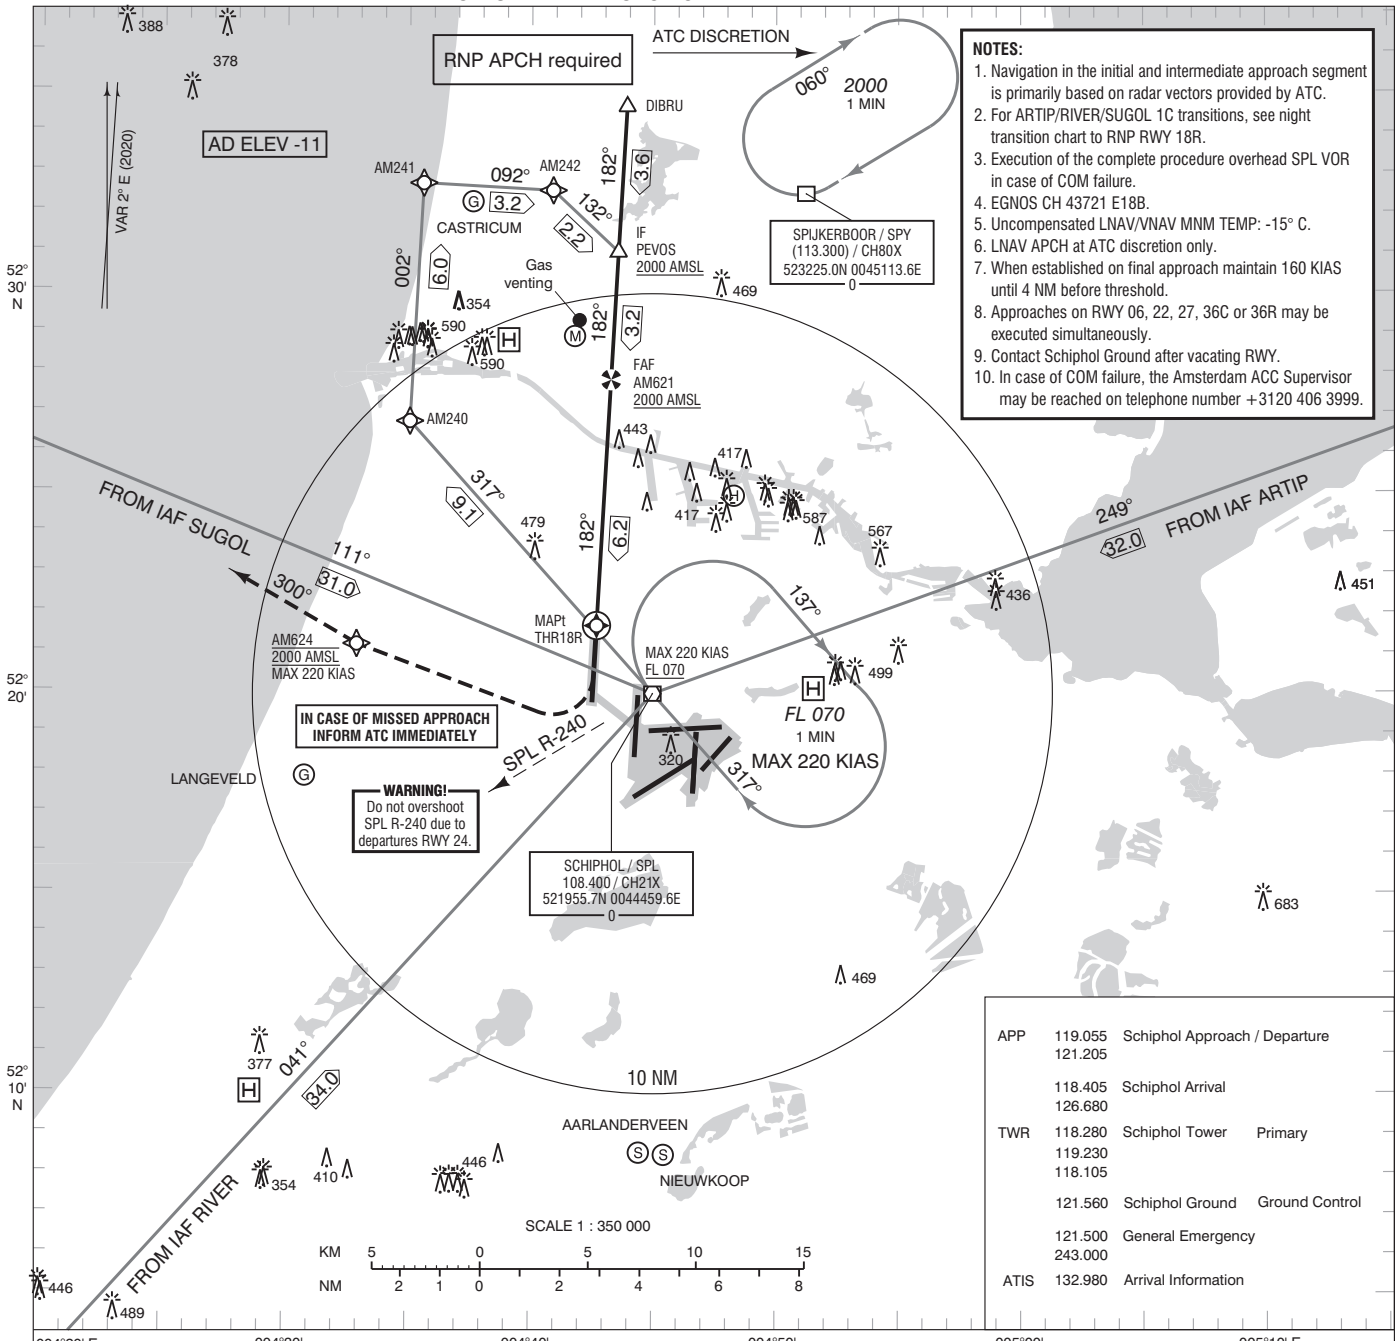 388
378
RNP APCH required
ATC DISCRETION
060°
2000
1 MIN
NOTES:
1. Navigation in the initial and intermediate approach segment
is primarily based on radar vectors provided by ATC.
2. For ARTIP/RIVER/SUGOL 1C transitions, see night
transition chart to RNP RWY 18R.
3. Execution of the complete procedure overhead SPL VOR
in case of COM failure.
4. EGNOS CH 43721 E18B.
5. Uncompensated LNAV/VNAV MNM TEMP: -15° C.
6. LNAV APCH at ATC discretion only.
7. When established on final approach maintain 160 KIAS
until 4 NM before threshold.
8. Approaches on RWY 06, 22, 27, 36C or 36R may be
executed simultaneously.
9. Contact Schiphol Ground after vacating RWY.
10. In case of COM failure, the Amsterdam ACC Supervisor
may be reached on telephone number +3120 406 3999.
VAR 2° E (2020)
AD ELEV -11
DIBRU
182°
3.6
AM241
092°
AM242
G
3.2
CASTRICUM
132°
2.2
IF
PEVOS
2000 AMSL
SPIJKERBOOR / SPY
(113.300) / CH80X
523225.0N 0045113.6E
0
002°
6.0
52°
30'
N
Gas
venting
354
469
590
H
590
M
182°
3.2
FAF
AM621
2000 AMSL
AM240
443
417
H
417
587
567
FROM IAF SUGOL
317°
9.1
479
182°
6.2
249°
FROM IAF ARTIP
32.0
111°
31.0
300°
436
451
137°
MAPt
THR18R
AM624
2000 AMSL
MAX 220 KIAS
MAX 220 KIAS
FL 070
499
H
52°
20'
FL 070
1 MIN
MAX 220 KIAS
IN CASE OF MISSED APPROACH
INFORM ATC IMMEDIATELY
SPL R-240
320
317°
LANGEVELD
G
WARNING!
Do not overshoot
SPL R-240 due to
departures RWY 24.
SCHIPHOL / SPL
108.400 / CH21X
521955.7N 0044459.6E
0
683
469
377
H
041°
34.0
52°
10'
N
10 NM
AARLANDERVEEN
S
S
NIEUWKOOP
354
410
446
FROM IAF RIVER
446
489
APP 119.055 Schiphol Approach / Departure
121.205
118.405 Schiphol Arrival
126.680
TWR 118.280 Schiphol Tower Primary
119.230
118.105
121.560 Schiphol Ground Ground Control
121.500 General Emergency
243.000
ATIS 132.980 Arrival Information
SCALE 1 : 350 000
KM 5 0 5 10 15
NM 2 1 0 2 4 6 8